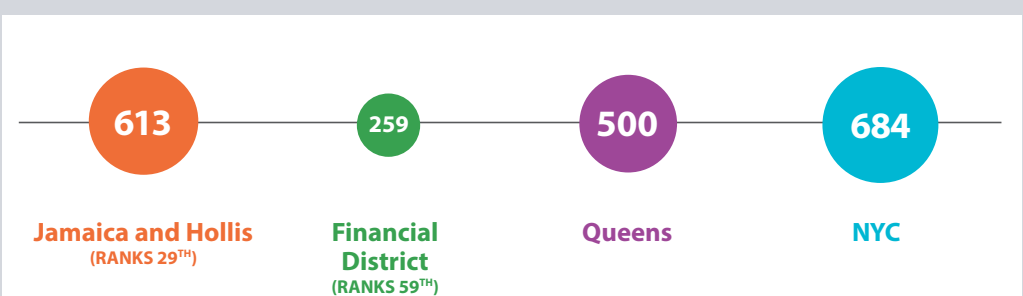 613
259
500
684
Jamaica and Hollis
(RANKS 29TH)
Financial
District
(RANKS 59TH)
Queens
NYC